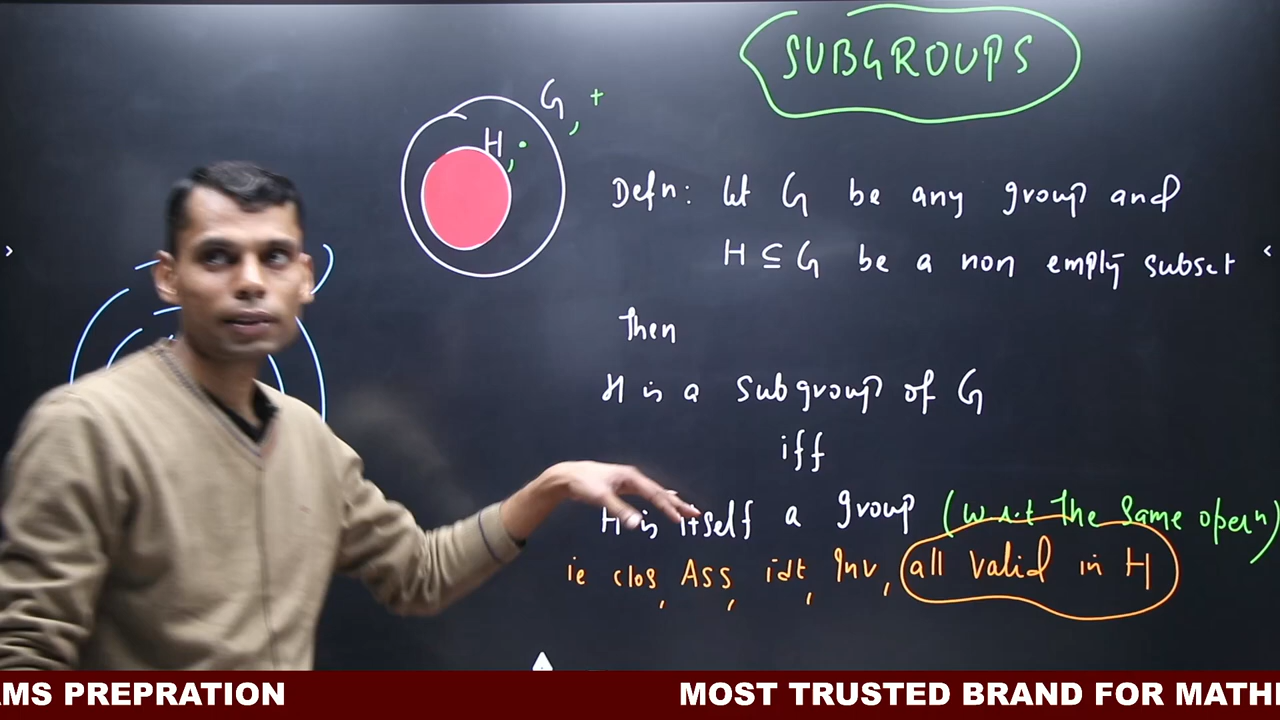 SUBGROUPS
G, +
H, ·
Defn: Let G be any group and
H ⊆ G be a non empty subset
Then
H is a subgroup of G
iff
H is itself a group (w.r.t the same opern)
ie clos, Ass, idt, Inv, all valid in H
AMS PREPRATION
MOST TRUSTED BRAND FOR MATH